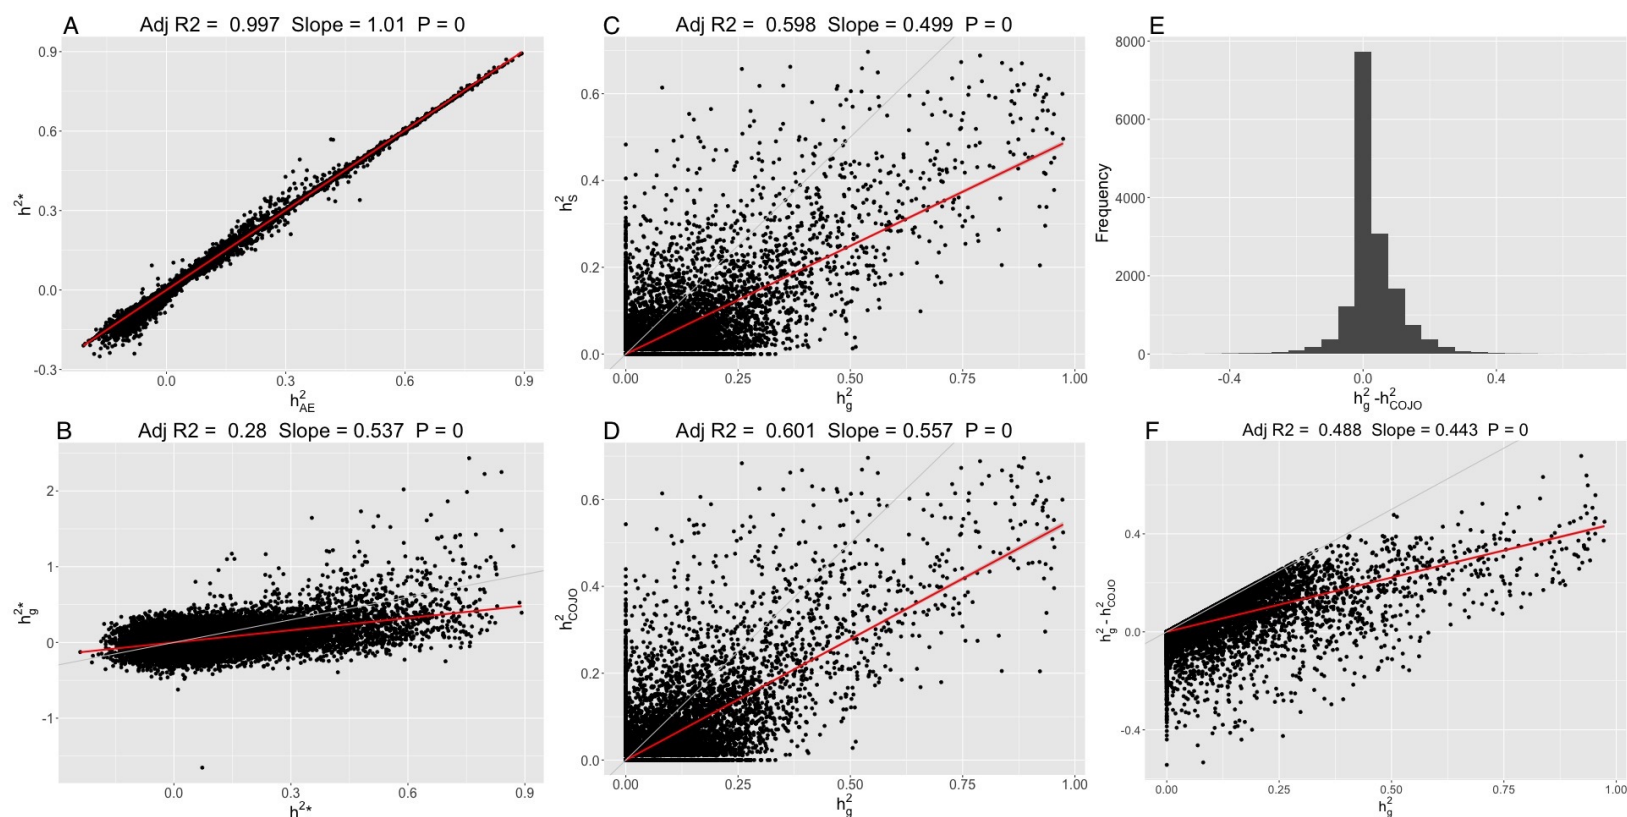 A
Adj R2 = 0.997 Slope = 1.01 P = 0
0.9
0.6
0.3
0.0
-0.3
h²*
0.0 0.3 0.6 0.9
h²AE
B
Adj R2 = 0.28 Slope = 0.537 P = 0
2
1
0
-1
h²g*
0.0 0.3 0.6 0.9
h²*
C
Adj R2 = 0.598 Slope = 0.499 P = 0
0.6
0.4
0.2
0.0
h²S
0.00 0.25 0.50 0.75 1.00
h²g
D
Adj R2 = 0.601 Slope = 0.557 P = 0
0.6
0.4
0.2
0.0
h²COJO
0.00 0.25 0.50 0.75 1.00
h²g
E
8000
6000
4000
2000
0
Frequency
-0.4 0.0 0.4
h²g -h²COJO
F
Adj R2 = 0.488 Slope = 0.443 P = 0
0.4
0.0
-0.4
h²g - h²COJO
0.00 0.25 0.50 0.75 1.00
h²g